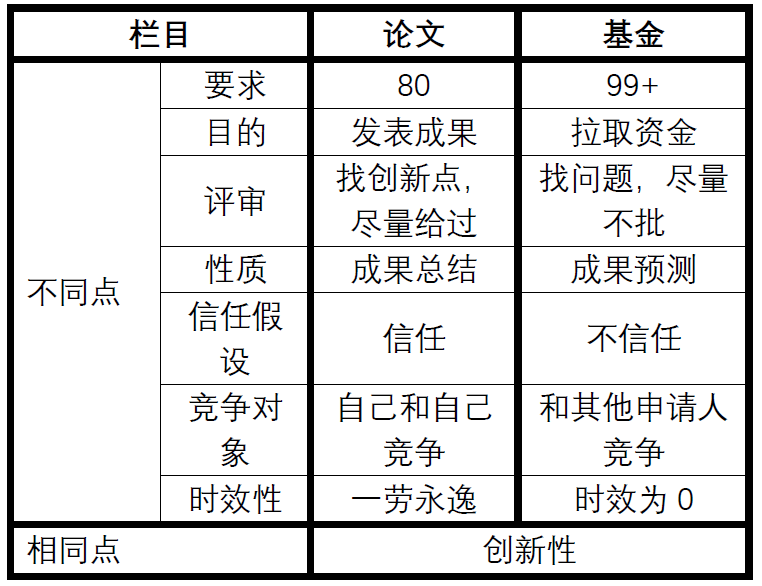 栏目 论文 基金
不同点
要求 80 99+
目的 发表成果 拉取资金
评审 找创新点，尽量给过 找问题，尽量不批
性质 成果总结 成果预测
信任假设 信任 不信任
竞争对象 自己和自己竞争 和其他申请人竞争
时效性 一劳永逸 时效为 0
相同点 创新性